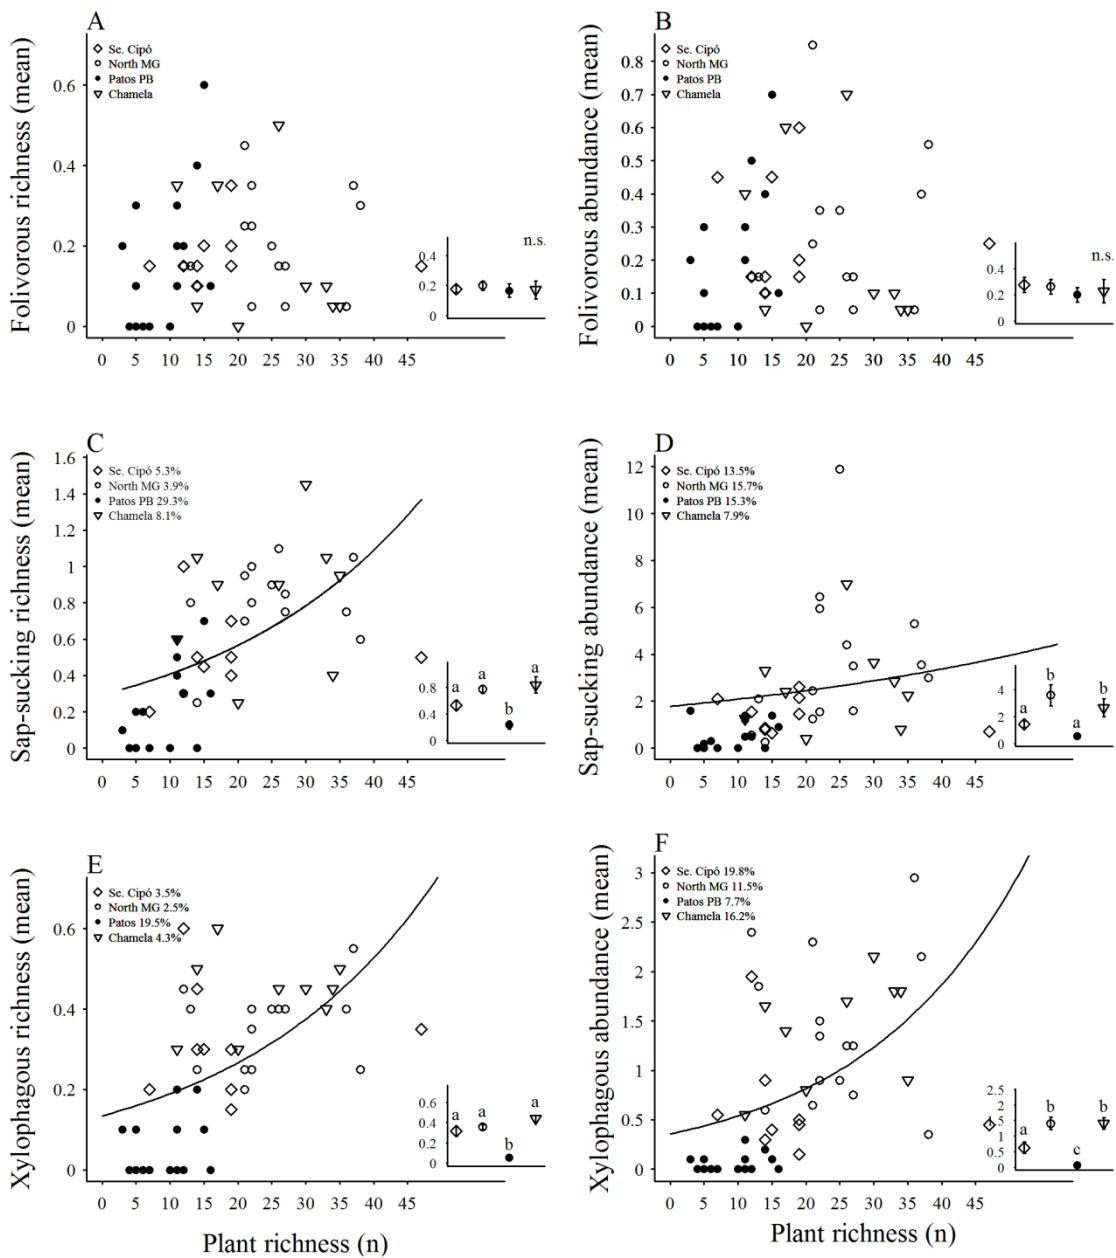 A
Folivorous richness (mean)
Se. Cipó
North MG
Patos PB
Chamela
0.6
0.4
0.2
0
0 5 10 15 20 25 30 35 40 45
n.s.
0.4
0.2
0
B
Folivorous abundance (mean)
Se. Cipó
North MG
Patos PB
Chamela
0.8
0.7
0.6
0.5
0.4
0.3
0.2
0.1
0
0 5 10 15 20 25 30 35 40 45
n.s.
0.4
0.2
0
C
Sap-sucking richness (mean)
Se. Cipó 5.3%
North MG 3.9%
Patos PB 29.3%
Chamela 8.1%
1.6
1.4
1.2
1
0.8
0.6
0.4
0.2
0
0 5 10 15 20 25 30 35 40 45
a a b a
0.8
0.4
0
D
Sap-sucking abundance (mean)
Se. Cipó 13.5%
North MG 15.7%
Patos PB 15.3%
Chamela 7.9%
12
10
8
6
4
2
0
0 5 10 15 20 25 30 35 40 45
a b a b
4
2
0
E
Xylophagous richness (mean)
Se. Cipó 3.5%
North MG 2.5%
Patos 19.5%
Chamela 4.3%
0.6
0.4
0.2
0
0 5 10 15 20 25 30 35 40 45
a a b a
0.6
0.4
0.2
0
Plant richness (n)
F
Xylophagous abundance (mean)
Se. Cipó 19.8%
North MG 11.5%
Patos PB 7.7%
Chamela 16.2%
3
2.5
2
1.5
1
0.5
0
0 5 10 15 20 25 30 35 40 45
a b c b
2.5
2
1.5
1
0.5
0
Plant richness (n)